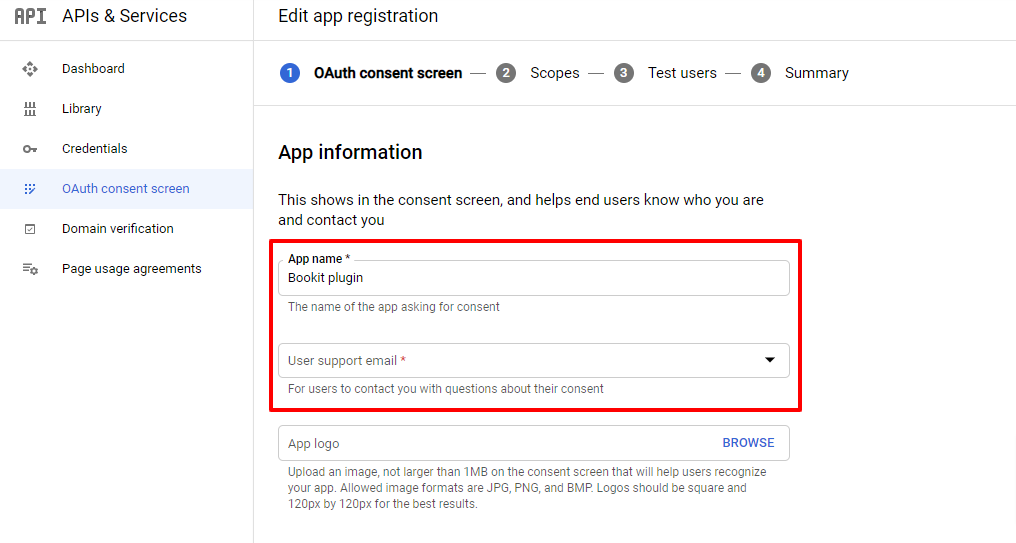 API APIs & Services
Edit app registration
Dashboard
Library
Credentials
OAuth consent screen
Domain verification
Page usage agreements
1 OAuth consent screen — 2 Scopes — 3 Test users — 4 Summary
App information
This shows in the consent screen, and helps end users know who you are
and contact you
App name *
Bookit plugin
The name of the app asking for consent
User support email *
For users to contact you with questions about their consent
App logo BROWSE
Upload an image, not larger than 1MB on the consent screen that will help users recognize
your app. Allowed image formats are JPG, PNG, and BMP. Logos should be square and
120px by 120px for the best results.